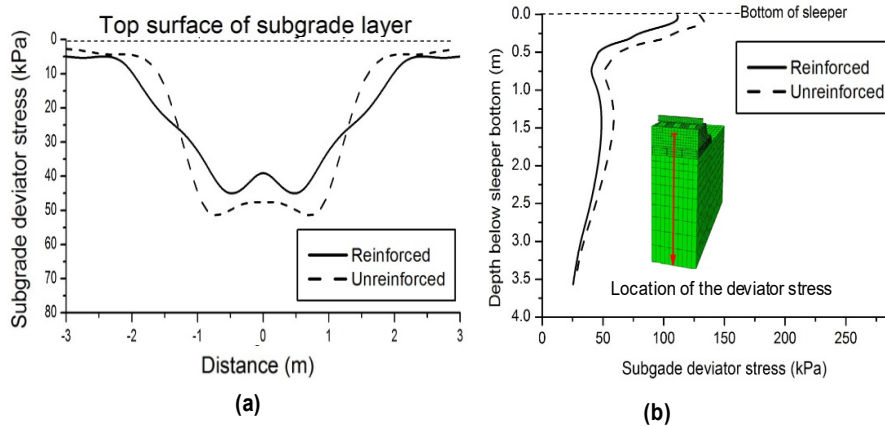 Top surface of subgrade layer
Subgrade deviator stress (kPa)
0
10
20
30
40
50
60
70
80
Reinforced
Unreinforced
-3 -2 -1 0 1 2 3
Distance (m)
(a)
Bottom of sleeper
Depth below sleeper bottom (m)
0.0
0.5
1.0
1.5
2.0
2.5
3.0
3.5
4.0
Reinforced
Unreinforced
Location of the deviator stress
0 50 100 150 200 250
Subgade deviator stress (kPa)
(b)